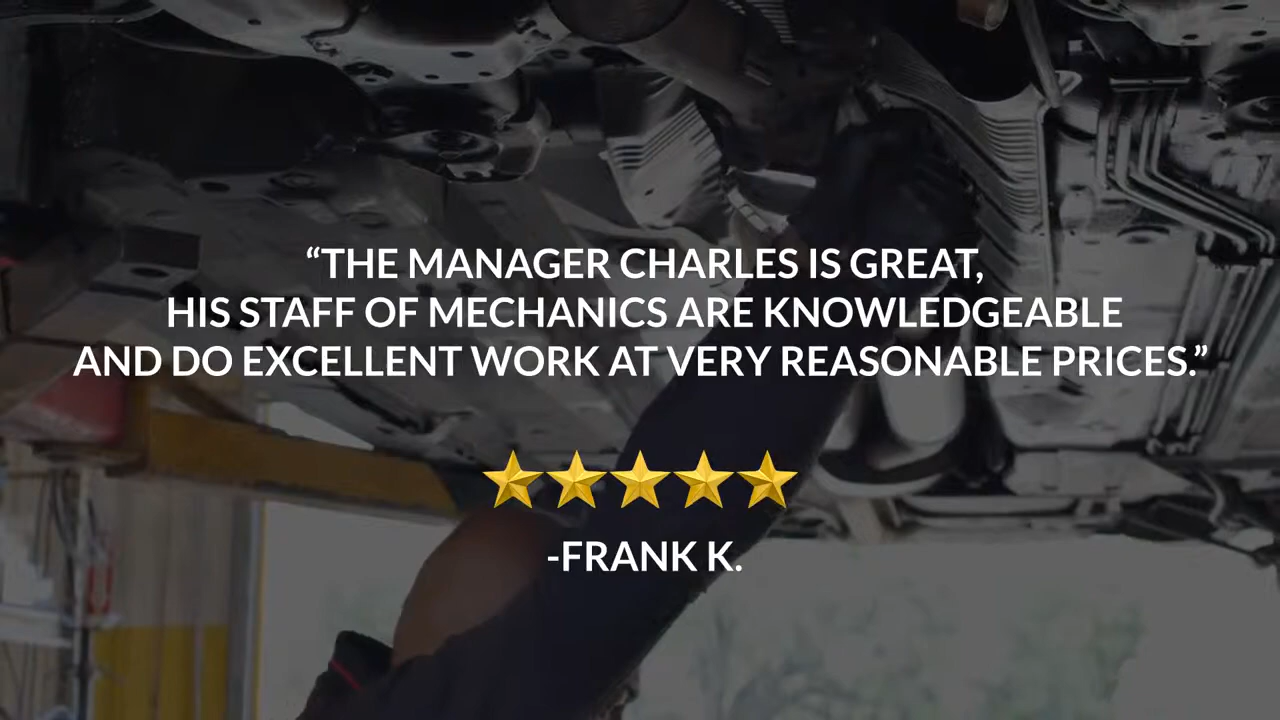 “THE MANAGER CHARLES IS GREAT,
HIS STAFF OF MECHANICS ARE KNOWLEDGEABLE
AND DO EXCELLENT WORK AT VERY REASONABLE PRICES.”
-FRANK K.